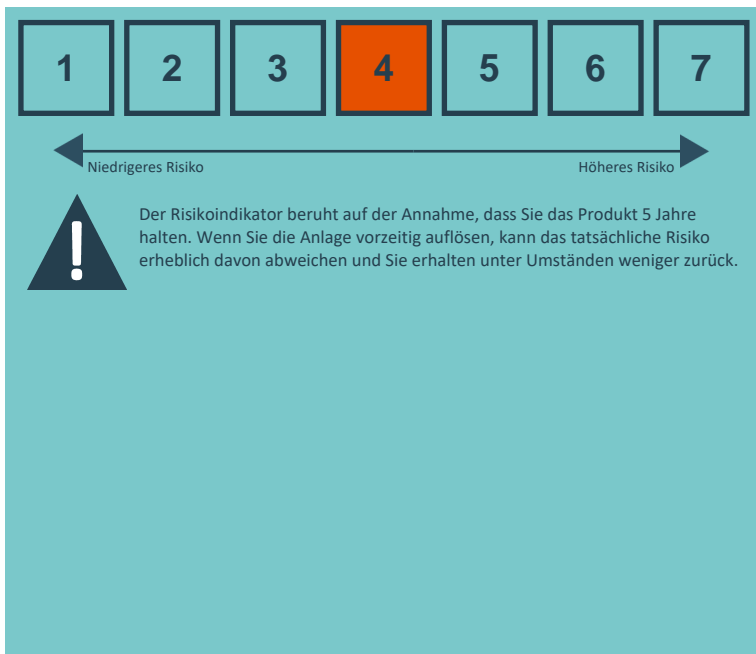 1 2 3 4 5 6 7
Niedrigeres Risiko Höheres Risiko
Der Risikoindikator beruht auf der Annahme, dass Sie das Produkt 5 Jahre
halten. Wenn Sie die Anlage vorzeitig auflösen, kann das tatsächliche Risiko
erheblich davon abweichen und Sie erhalten unter Umständen weniger zurück.